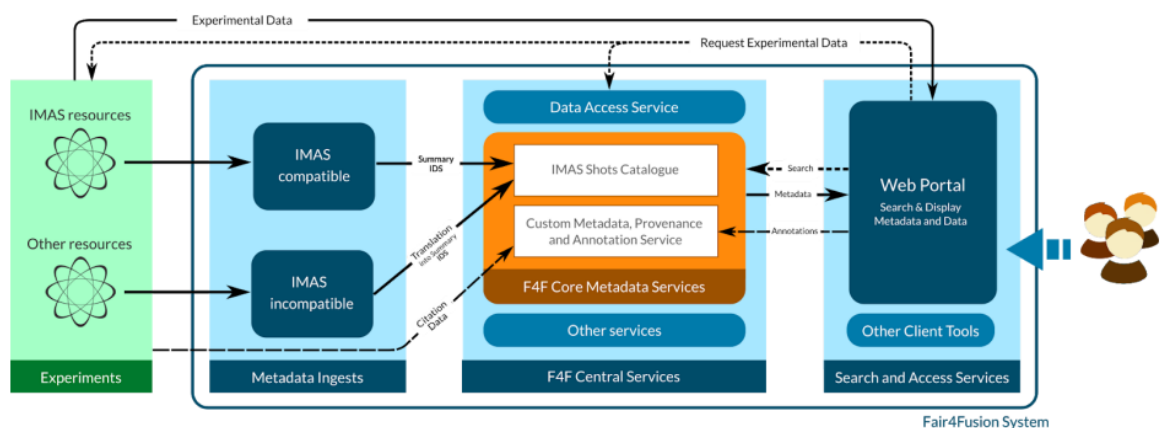 Experimental Data
Request Experimental Data
IMAS resources
Other resources
Experiments
IMAS
compatible
IMAS
incompatible
Metadata Ingests
Summary
IDS
Translation
into Summary
IDS
Citation
Data
Data Access Service
IMAS Shots Catalogue
Custom Metadata, Provenance
and Annotation Service
F4F Core Metadata Services
Other services
F4F Central Services
Search
Metadata
Annotations
Web Portal
Search & Display
Metadata and Data
Other Client Tools
Search and Access Services
Fair4Fusion System